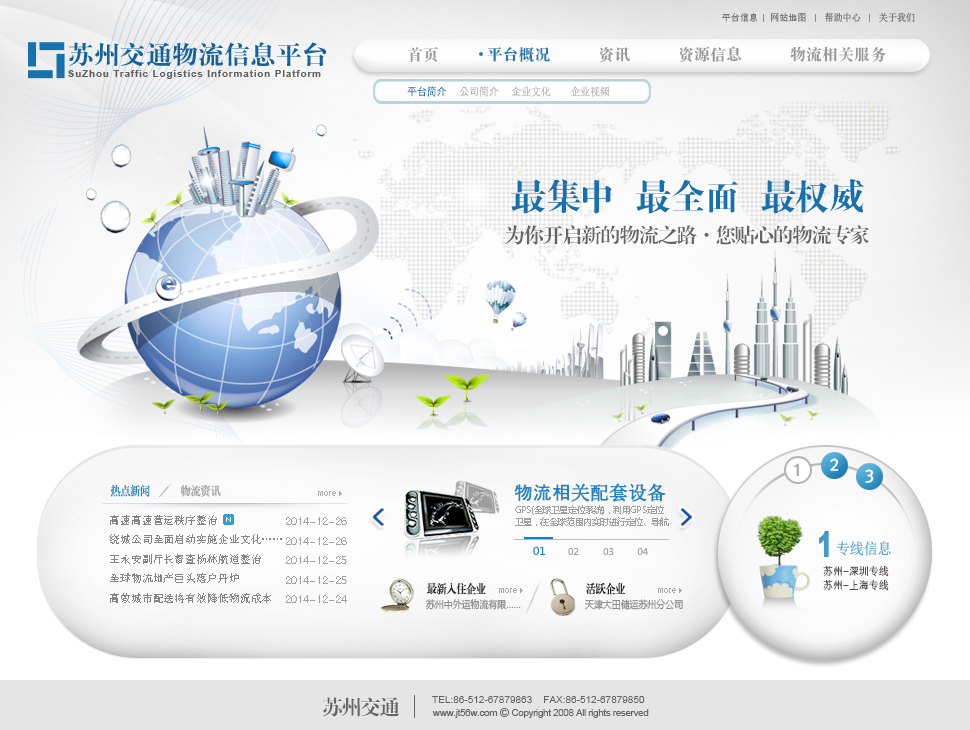 平台信息 | 网站地图 | 帮助中心 | 关于我们
苏州交通物流信息平台
SuZhou Traffic Logistics Information Platform
首页 ·平台概况 资讯 资源信息 物流相关服务
平台简介 公司简介 企业文化 企业视频
最集中 最全面 最权威
为你开启新的物流之路·您贴心的物流专家
e
热点新闻 / 物流资讯 more
高速高速营运秩序整治 N 2014-12-26
绕城公司全面启动实施企业文化…… 2014-12-26
王永安副厅长督查杨林航道整治 2014-12-25
全球物流地产巨头落户丹炉 2014-12-25
高敏城市配送将有效降低物流成本 2014-12-24
物流相关配套设备
GPS(全球卫星定位系统)，利用GPS定位
卫星，在全球范围内实时进行定位、导航
01 02 03 04
最新入住企业 more
苏州中外运物流有限......
活跃企业 more
天津大田储运苏州分公司
1 2 3
1 专线信息
苏州-深圳专线
苏州-上海专线
苏州交通
TEL:86-512-67879863 FAX:86-512-67879850
www.jt56w.com © Copyright 2008 All rights reserved